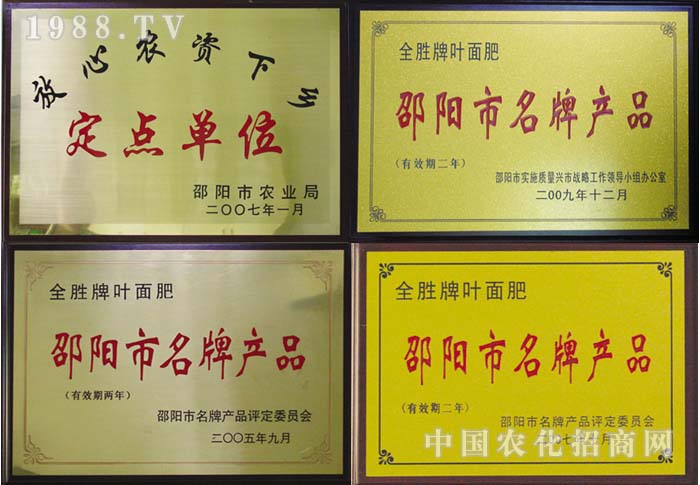 1988.TV
放心农资下乡
定点单位
邵阳市农业局
二〇〇七年一月
全胜牌叶面肥
邵阳市名牌产品
(有效期二年)
邵阳市实施质量兴市战略工作领导小组办公室
二00九年十二月
全胜牌叶面肥
邵阳市名牌产品
(有效期两年)
邵阳市名牌产品评定委员会
二〇〇五年九月
全胜牌叶面肥
邵阳市名牌产品
(有效期二年)
邵阳市名牌产品评定委员会
中国农化招商网